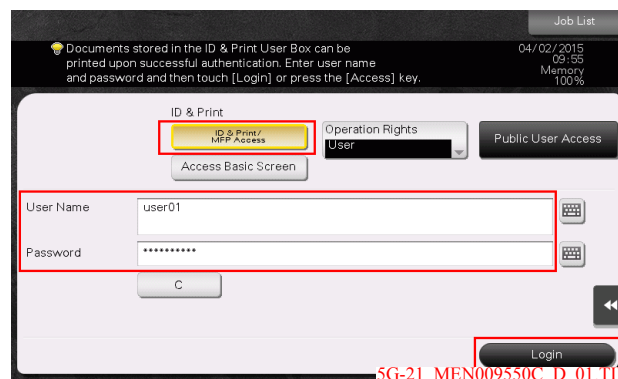 Job List
Documents stored in the ID & Print User Box can be
printed upon successful authentication. Enter user name
and password and then touch [Login] or press the [Access] key.
04/02/2015
09:55
Memory
100%
ID & Print
ID & Print/
MFP Access
Operation Rights
User
Public User Access
Access Basic Screen
User Name
user01
Password
**********
C
Login
5G-21_MEN009550C_D_01.TI